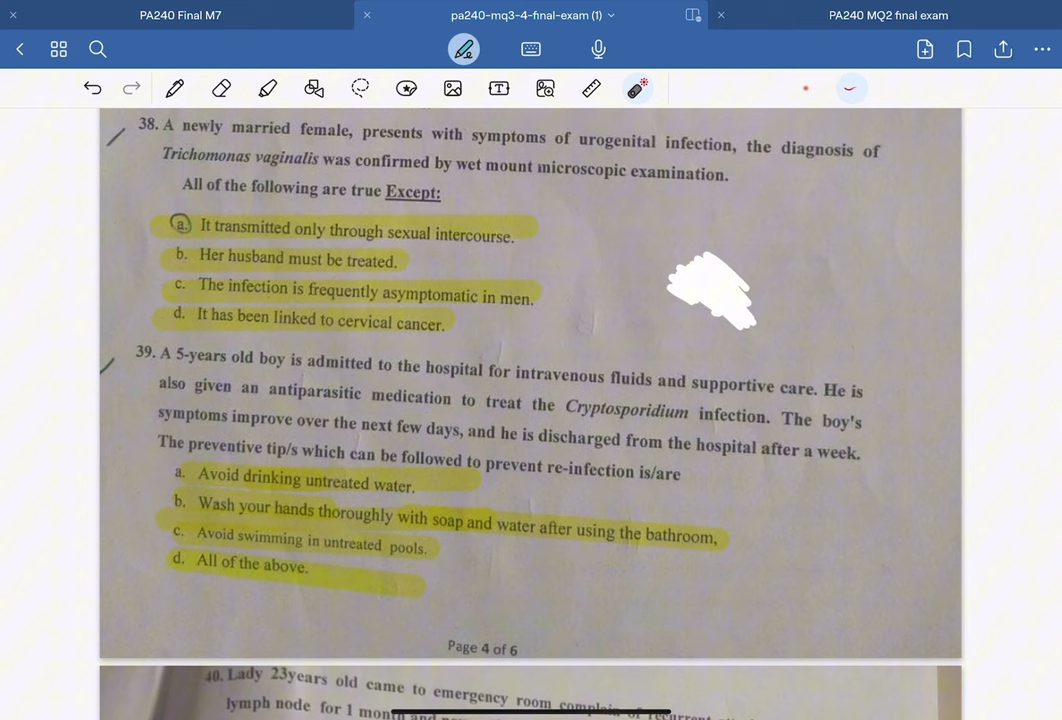 PA240 Final M7
pa240-mq3-4-final-exam (1)
PA240 MQ2 final exam
38. A newly married female, presents with symptoms of urogenital infection, the diagnosis of
Trichomonas vaginalis was confirmed by wet mount microscopic examination.
All of the following are true Except:
a. It transmitted only through sexual intercourse.
b. Her husband must be treated.
c. The infection is frequently asymptomatic in men.
d. It has been linked to cervical cancer.
39. A 5-years old boy is admitted to the hospital for intravenous fluids and supportive care. He is
also given an antiparasitic medication to treat the Cryptosporidium infection. The boy's
symptoms improve over the next few days, and he is discharged from the hospital after a week.
The preventive tip/s which can be followed to prevent re-infection is/are
a. Avoid drinking untreated water.
b. Wash your hands thoroughly with soap and water after using the bathroom,
c. Avoid swimming in untreated pools.
d. All of the above.
Page 4 of 6
40. Lady 23years old came to emergency room complain of
lymph node for 1 month and